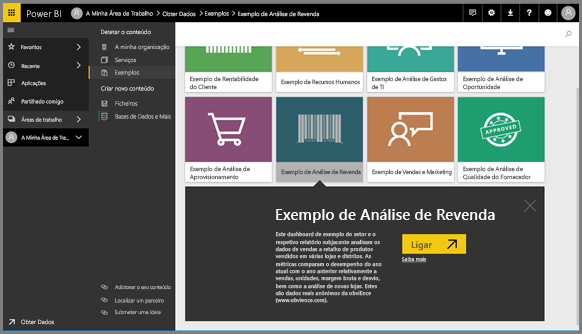 Power BI
A Minha Área de Trabalho > Obter Dados > Exemplos > Exemplo de Análise de Revenda
Favoritos
Recente
Aplicações
Partilhado comigo
Áreas de trabalho
A Minha Área de Tra...
Obter Dados
Detetar o conteúdo
A minha organização
Serviços
Exemplos
Criar novo conteúdo
Ficheiros
Bases de Dados e Mais
Adicionar o seu conteúdo
Localizar um parceiro
Submeter uma ideia
Exemplo de Rentabilidade
do Cliente
Exemplo de Recursos Humanos
Exemplo de Análise de Gastos
de TI
Exemplo de Análise de
Oportunidade
APPROVED
Exemplo de Análise de
Aprovisionamento
Exemplo de Análise de Revenda
Exemplo de Vendas e Marketing
Exemplo de Análise de
Qualidade do Fornecedor
Exemplo de Análise de Revenda
Este dashboard de exemplo do setor e o
respetivo relatório subjacente analisam os
dados de vendas a retalho de produtos
vendidos em várias lojas e distritos. As
métricas comparam o desempenho do ano
atual com o ano anterior relativamente a
vendas, unidades, margem bruta e desvio,
bem como a análise de novas lojas. Estes
são dados reais anónimos da obviEnce
(www.obvience.com).
Ligar
Saiba mais